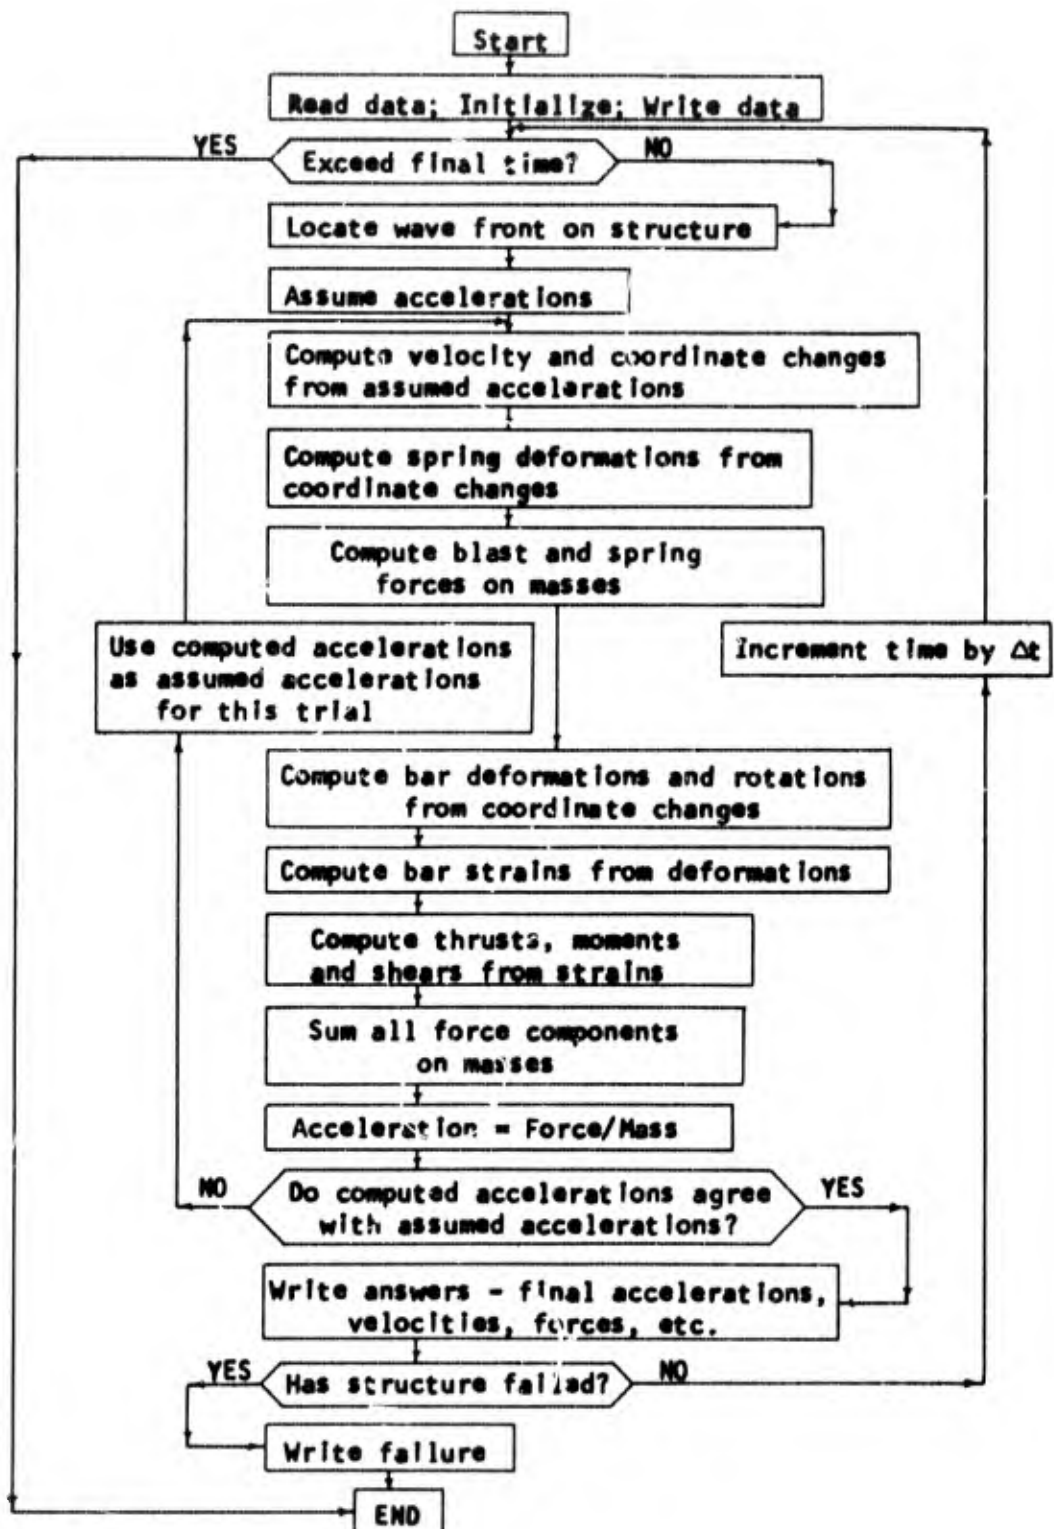 Start
Read data; Initialize; Write data
YES
Exceed final time?
NO
Locate wave front on structure
Assume accelerations
Compute velocity and coordinate changes
from assumed accelerations
Compute spring deformations from
coordinate changes
Compute blast and spring
forces on masses
Use computed accelerations
as assumed accelerations
for this trial
Increment time by Δt
Compute bar deformations and rotations
from coordinate changes
Compute bar strains from deformations
Compute thrusts, moments
and shears from strains
Sum all force components
on masses
Acceleration = Force/Mass
NO
Do computed accelerations agree
with assumed accelerations?
YES
Write answers - final accelerations,
velocities, forces, etc.
YES
Has structure failed?
NO
Write failure
END